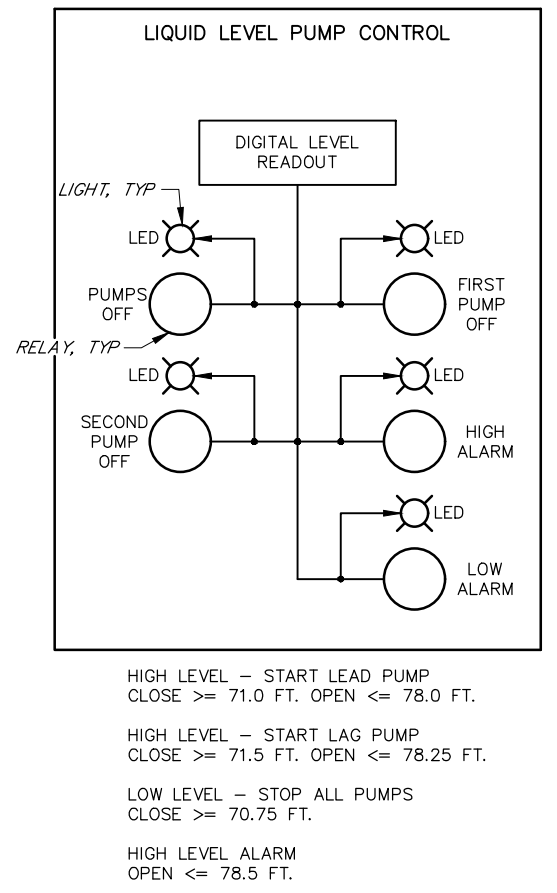 LIQUID LEVEL PUMP CONTROL
DIGITAL LEVEL
READOUT
LIGHT, TYP
LED
LED
PUMPS
OFF
FIRST
PUMP
OFF
RELAY, TYP
LED
LED
SECOND
PUMP
OFF
HIGH
ALARM
LED
LOW
ALARM
HIGH LEVEL – START LEAD PUMP
CLOSE >= 71.0 FT. OPEN <= 78.0 FT.
HIGH LEVEL – START LAG PUMP
CLOSE >= 71.5 FT. OPEN <= 78.25 FT.
LOW LEVEL – STOP ALL PUMPS
CLOSE >= 70.75 FT.
HIGH LEVEL ALARM
OPEN <= 78.5 FT.